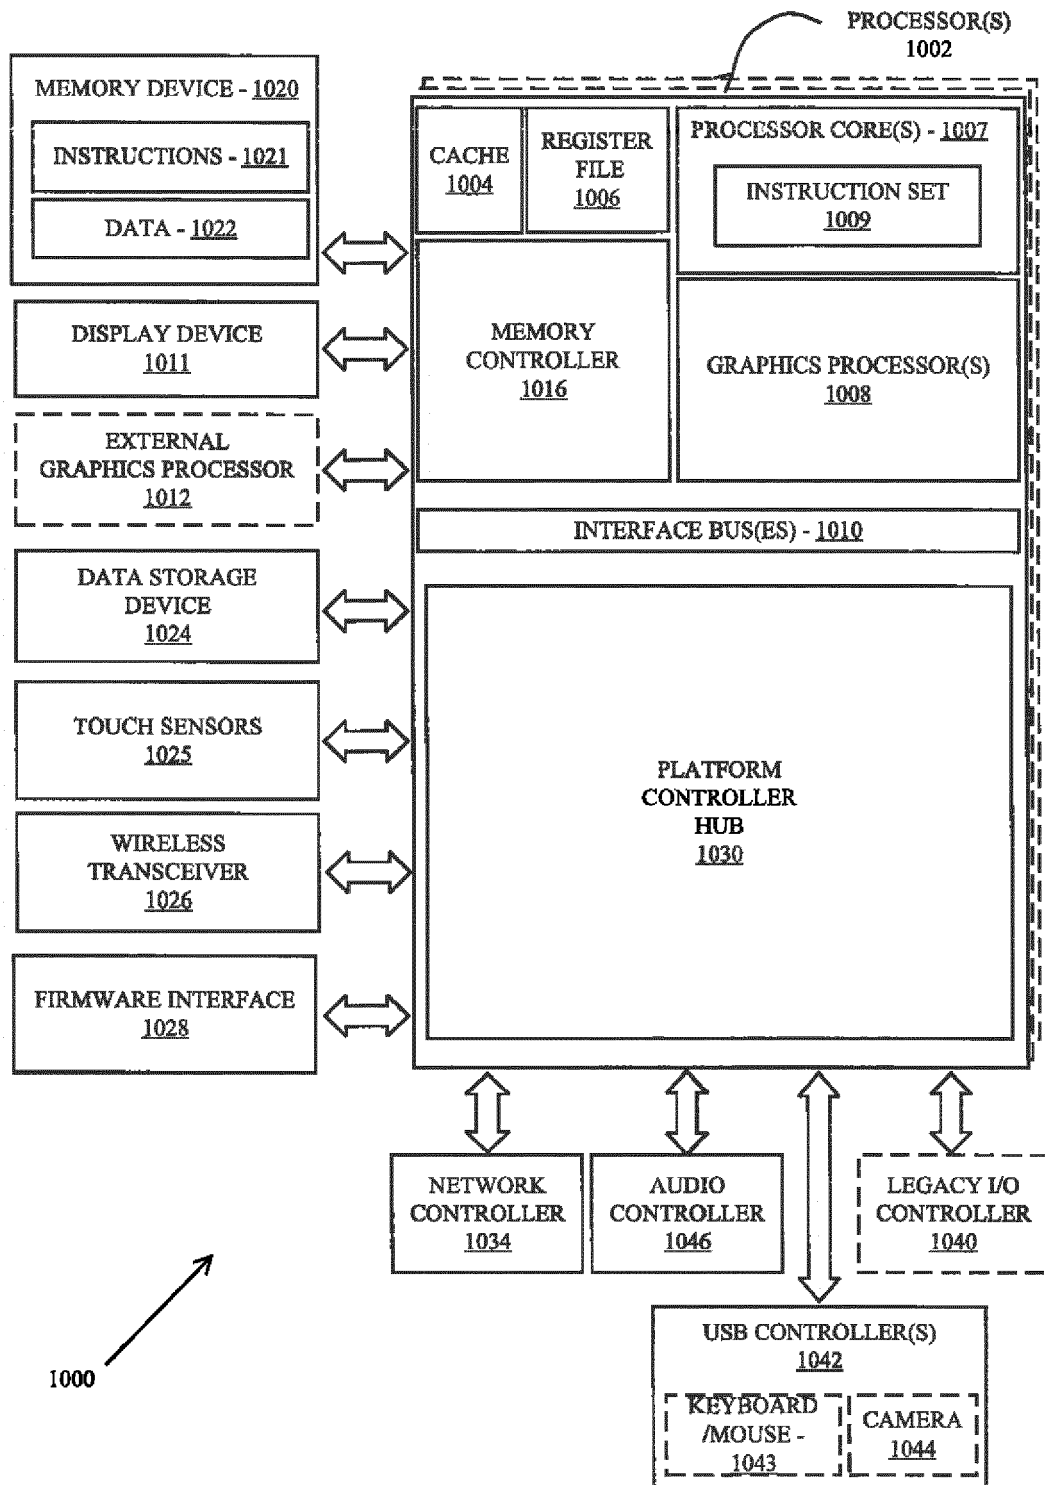 PROCESSOR(S)
1002
MEMORY DEVICE - 1020
INSTRUCTIONS - 1021
DATA - 1022
DISPLAY DEVICE
1011
EXTERNAL
GRAPHICS PROCESSOR
1012
DATA STORAGE
DEVICE
1024
TOUCH SENSORS
1025
WIRELESS
TRANSCEIVER
1026
FIRMWARE INTERFACE
1028
CACHE
1004
REGISTER
FILE
1006
PROCESSOR CORE(S) - 1007
INSTRUCTION SET
1009
MEMORY
CONTROLLER
1016
GRAPHICS PROCESSOR(S)
1008
INTERFACE BUS(ES) - 1010
PLATFORM
CONTROLLER
HUB
1030
NETWORK
CONTROLLER
1034
AUDIO
CONTROLLER
1046
LEGACY I/O
CONTROLLER
1040
USB CONTROLLER(S)
1042
KEYBOARD
/MOUSE -
1043
CAMERA
1044
1000